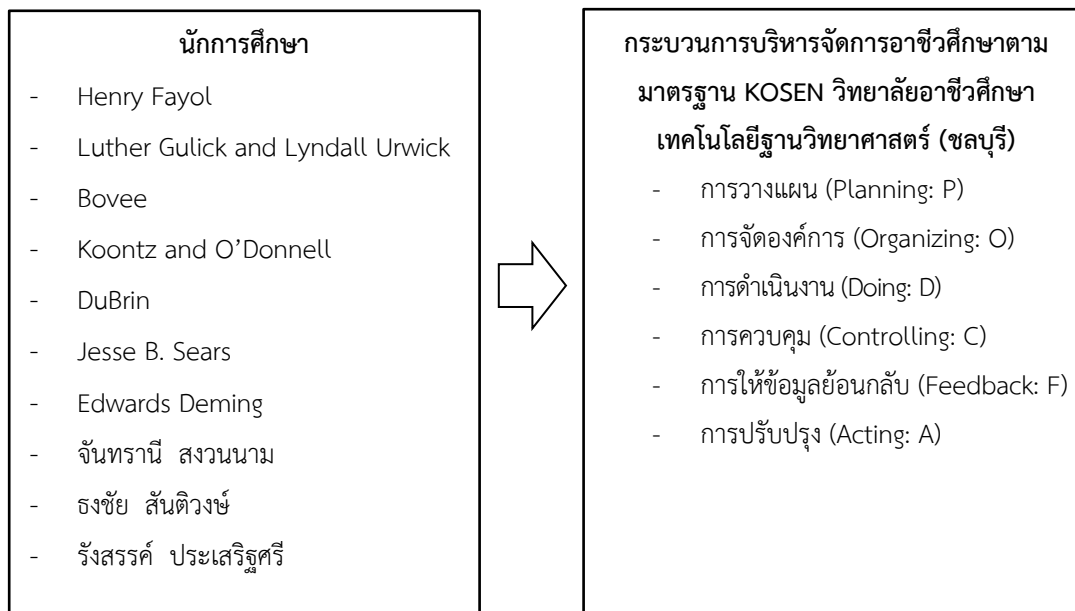 นักการศึกษา
- Henry Fayol
- Luther Gulick and Lyndall Urwick
- Bovee
- Koontz and O’Donnell
- DuBrin
- Jesse B. Sears
- Edwards Deming
- จันทรานี สงวนนาม
- ธงชัย สันติวงษ์
- รังสรรค์ ประเสริฐศรี
กระบวนการบริหารจัดการอาชีวศึกษาตาม
มาตรฐาน KOSEN วิทยาลัยอาชีวศึกษา
เทคโนโลยีฐานวิทยาศาสตร์ (ชลบุรี)
- การวางแผน (Planning: P)
- การจัดองค์การ (Organizing: O)
- การดำเนินงาน (Doing: D)
- การควบคุม (Controlling: C)
- การให้ข้อมูลย้อนกลับ (Feedback: F)
- การปรับปรุง (Acting: A)